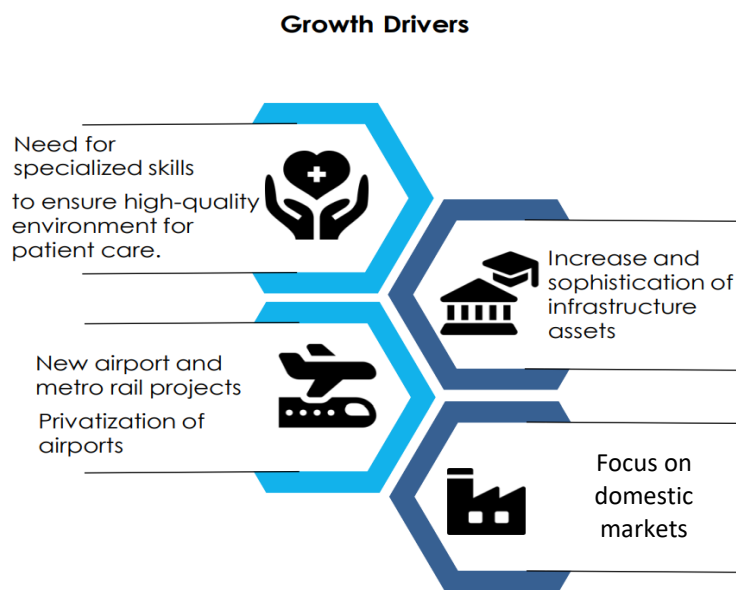 Growth Drivers
Need for
specialized skills
to ensure high-quality
environment for
patient care.
Increase and
sophistication of
infrastructure
assets
New airport and
metro rail projects
Privatization of
airports
Focus on
domestic
markets